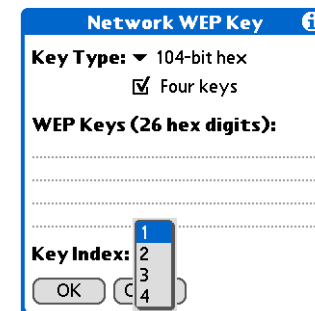 Network WEP Key
Key Type: 104-bit hex
Four keys
WEP Keys (26 hex digits):
Key Index:
1
2
3
4
OK